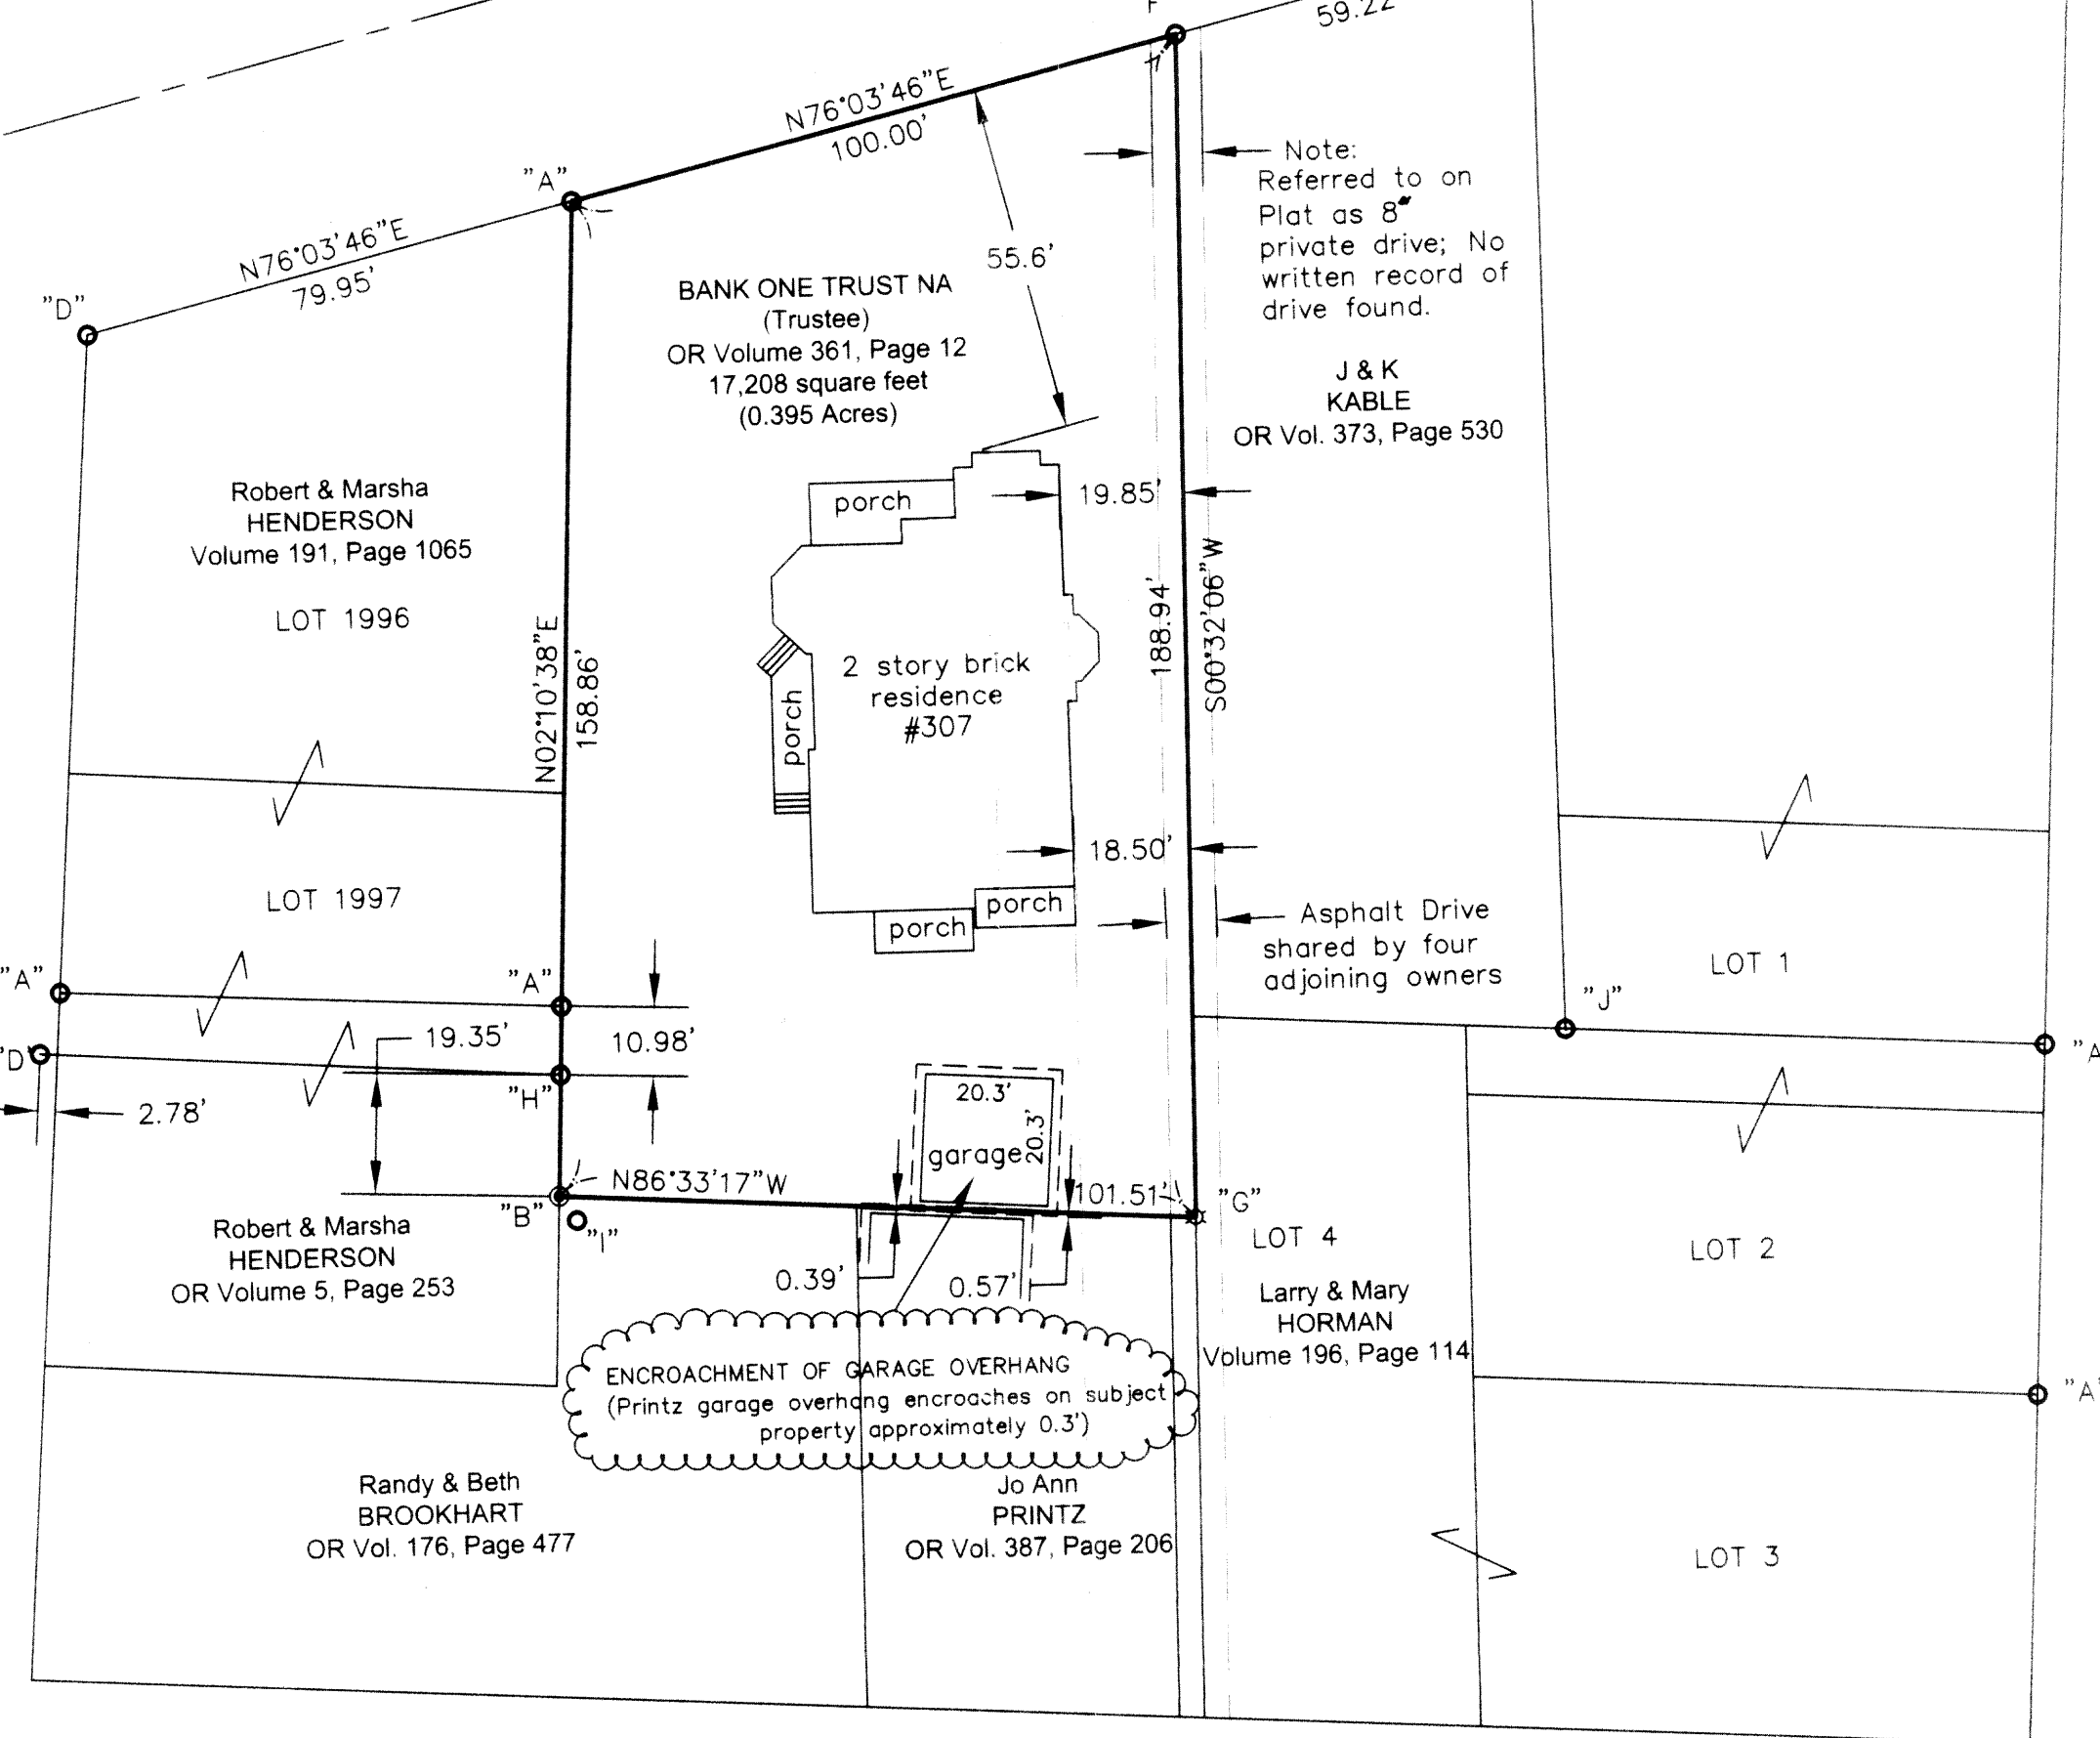 "F"
59.22'
N76°03'46"E
100.00'
"A"
N76°03'46"E
79.95'
"D"
Note:
Referred to on
Plat as 8'
private drive; No
written record of
drive found.
55.6'
BANK ONE TRUST NA
(Trustee)
OR Volume 361, Page 12
17,208 square feet
(0.395 Acres)
J & K
KABLE
OR Vol. 373, Page 530
Robert & Marsha
HENDERSON
Volume 191, Page 1065
LOT 1996
porch
19.85'
N02°10'38"E
158.86'
2 story brick
residence
#307
porch
188.94'
S00°32'06"W
18.50'
LOT 1997
porch
porch
Asphalt Drive
shared by four
adjoining owners
LOT 1
"A"
"A"
"J"
19.35'
10.98'
"D"
"A
2.78'
"H"
20.3'
20.3'
garage
N86°33'17"W
101.51'
"B"
"I"
"G"
LOT 4
LOT 2
Robert & Marsha
HENDERSON
OR Volume 5, Page 253
0.39'
0.57'
Larry & Mary
HORMAN
Volume 196, Page 114
ENCROACHMENT OF GARAGE OVERHANG
(Printz garage overhang encroaches on subject
property approximately 0.3')
"A"
Randy & Beth
BROOKHART
OR Vol. 176, Page 477
Jo Ann
PRINTZ
OR Vol. 387, Page 206
LOT 3